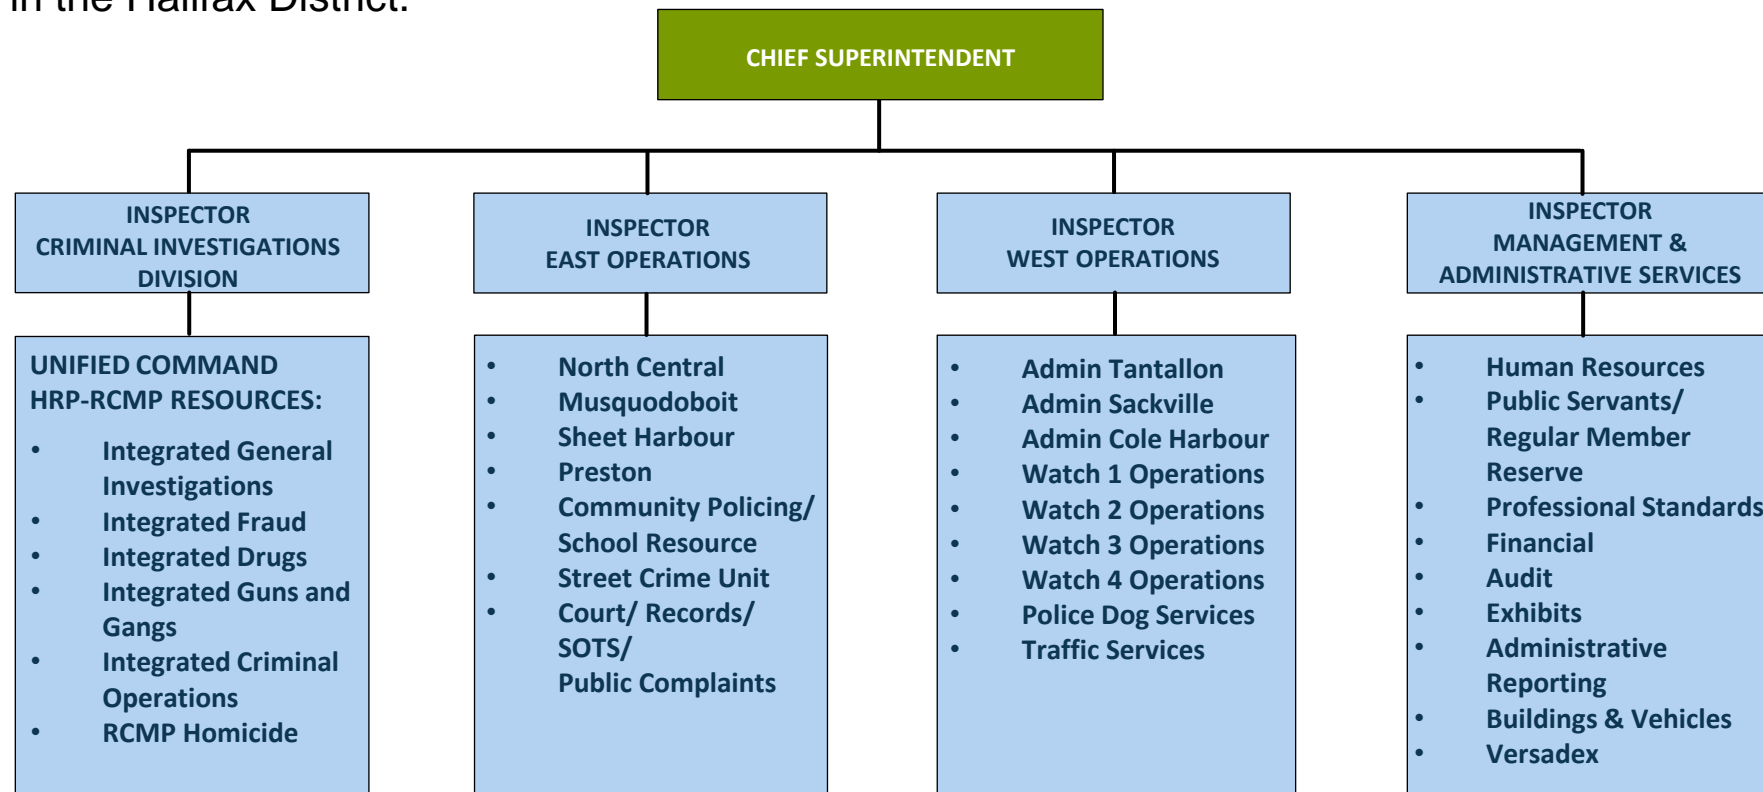 in the Halifax District.
CHIEF SUPERINTENDENT
INSPECTOR
CRIMINAL INVESTIGATIONS
DIVISION
INSPECTOR
EAST OPERATIONS
INSPECTOR
WEST OPERATIONS
INSPECTOR
MANAGEMENT &
ADMINISTRATIVE SERVICES
UNIFIED COMMAND
HRP-RCMP RESOURCES:
• Integrated General
Investigations
• Integrated Fraud
• Integrated Drugs
• Integrated Guns and
Gangs
• Integrated Criminal
Operations
• RCMP Homicide
• North Central
• Musquodoboit
• Sheet Harbour
• Preston
• Community Policing/
School Resource
• Street Crime Unit
• Court/ Records/
SOTS/
Public Complaints
• Admin Tantallon
• Admin Sackville
• Admin Cole Harbour
• Watch 1 Operations
• Watch 2 Operations
• Watch 3 Operations
• Watch 4 Operations
• Police Dog Services
• Traffic Services
• Human Resources
• Public Servants/
Regular Member
Reserve
• Professional Standards
• Financial
• Audit
• Exhibits
• Administrative
Reporting
• Buildings & Vehicles
• Versadex